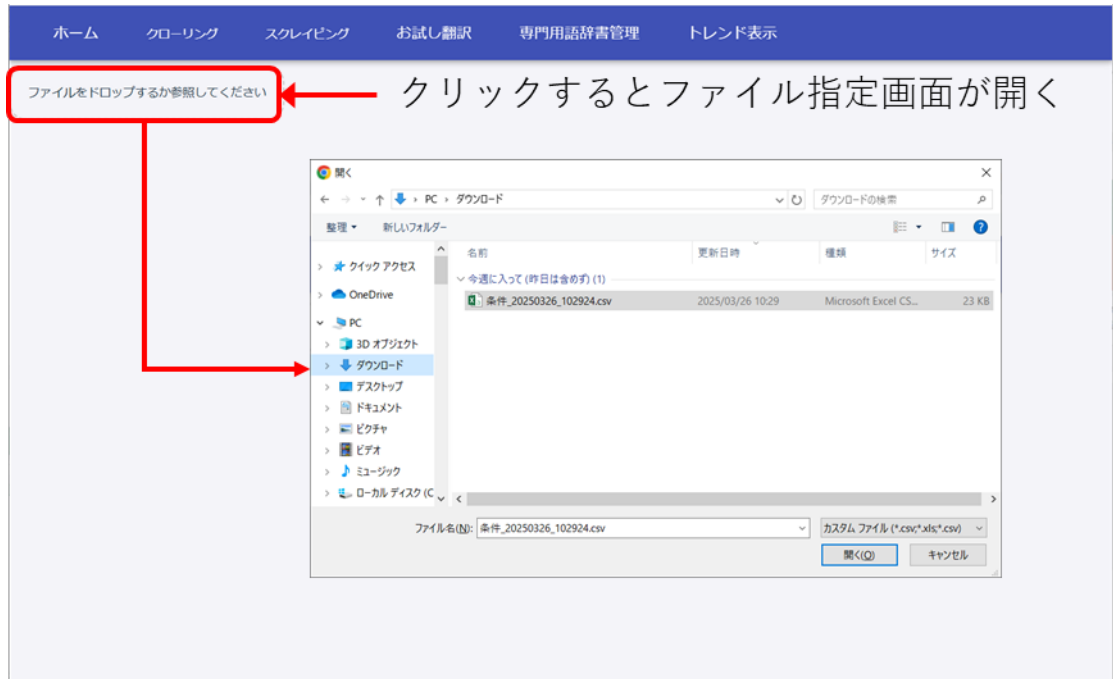 ホーム クローリング スクレイピング お試し翻訳 専門用語辞書管理 トレンド表示
ファイルをドロップするか参照してください
クリックするとファイル指定画面が開く
開く
PC › ダウンロード
ダウンロードの検索
整理 新しいフォルダー
名前 更新日時 種類 サイズ
今週に入って (昨日は含めず) (1)
条件_20250326_102924.csv 2025/03/26 10:29 Microsoft Excel CS... 23 KB
クイック アクセス
OneDrive
PC
3D オブジェクト
ダウンロード
デスクトップ
ドキュメント
ピクチャ
ビデオ
ミュージック
ローカル ディスク (C
ファイル名(N): 条件_20250326_102924.csv
カスタム ファイル (*.csv;*.xls;*.csv)
開く(O) キャンセル